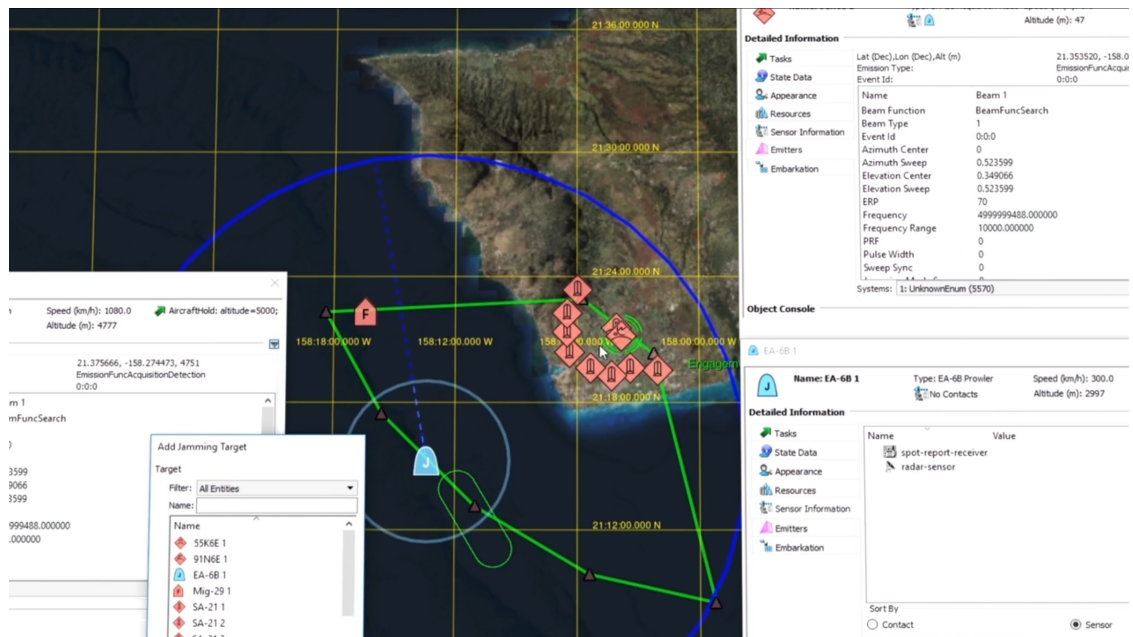 21:36:00.000 N
21:30:00.000 N
21:24:00.000 N
158:18:00.000 W
158:12:00.000 W
158:00:00.000 W
Engagem
21:18:00.000 N
21:12:00.000 N
Altitude (m): 47
Detailed Information
Tasks
State Data
Appearance
Resources
Sensor Information
Emitters
Embarkation
Lat (Dec),Lon (Dec),Alt (m) 21.353520, -158.0
Emission Type: EmissionFuncAcquis
Event Id: 0:0:0
Name Beam 1
Beam Function BeamFuncSearch
Beam Type 1
Event Id 0:0:0
Azimuth Center 0
Azimuth Sweep 0.523599
Elevation Center 0.349066
Elevation Sweep 0.523599
ERP 70
Frequency 4999999488.000000
Frequency Range 10000.000000
PRF 0
Pulse Width 0
Sweep Sync 0
Systems: 1: UnknownEnum (5570)
Object Console
Speed (km/h): 1080.0
AircraftHold: altitude=5000;
Altitude (m): 4777
21.375666, -158.274473, 4751
EmissionFuncAcquisitionDetection
0:0:0
m 1
mFuncSearch
3599
9066
3599
999488.000000
.000000
Add Jamming Target
Target
Filter: All Entities
Name:
Name
55K6E 1
91N6E 1
EA-6B 1
Mig-29 1
SA-21 1
SA-21 2
J
F
J
EA-6B 1
J
Name: EA-6B 1
Type: EA-6B Prowler
Speed (km/h): 300.0
No Contacts
Altitude (m): 2997
Detailed Information
Tasks
State Data
Appearance
Resources
Sensor Information
Emitters
Embarkation
Name Value
spot-report-receiver
radar-sensor
Sort By
Contact
Sensor